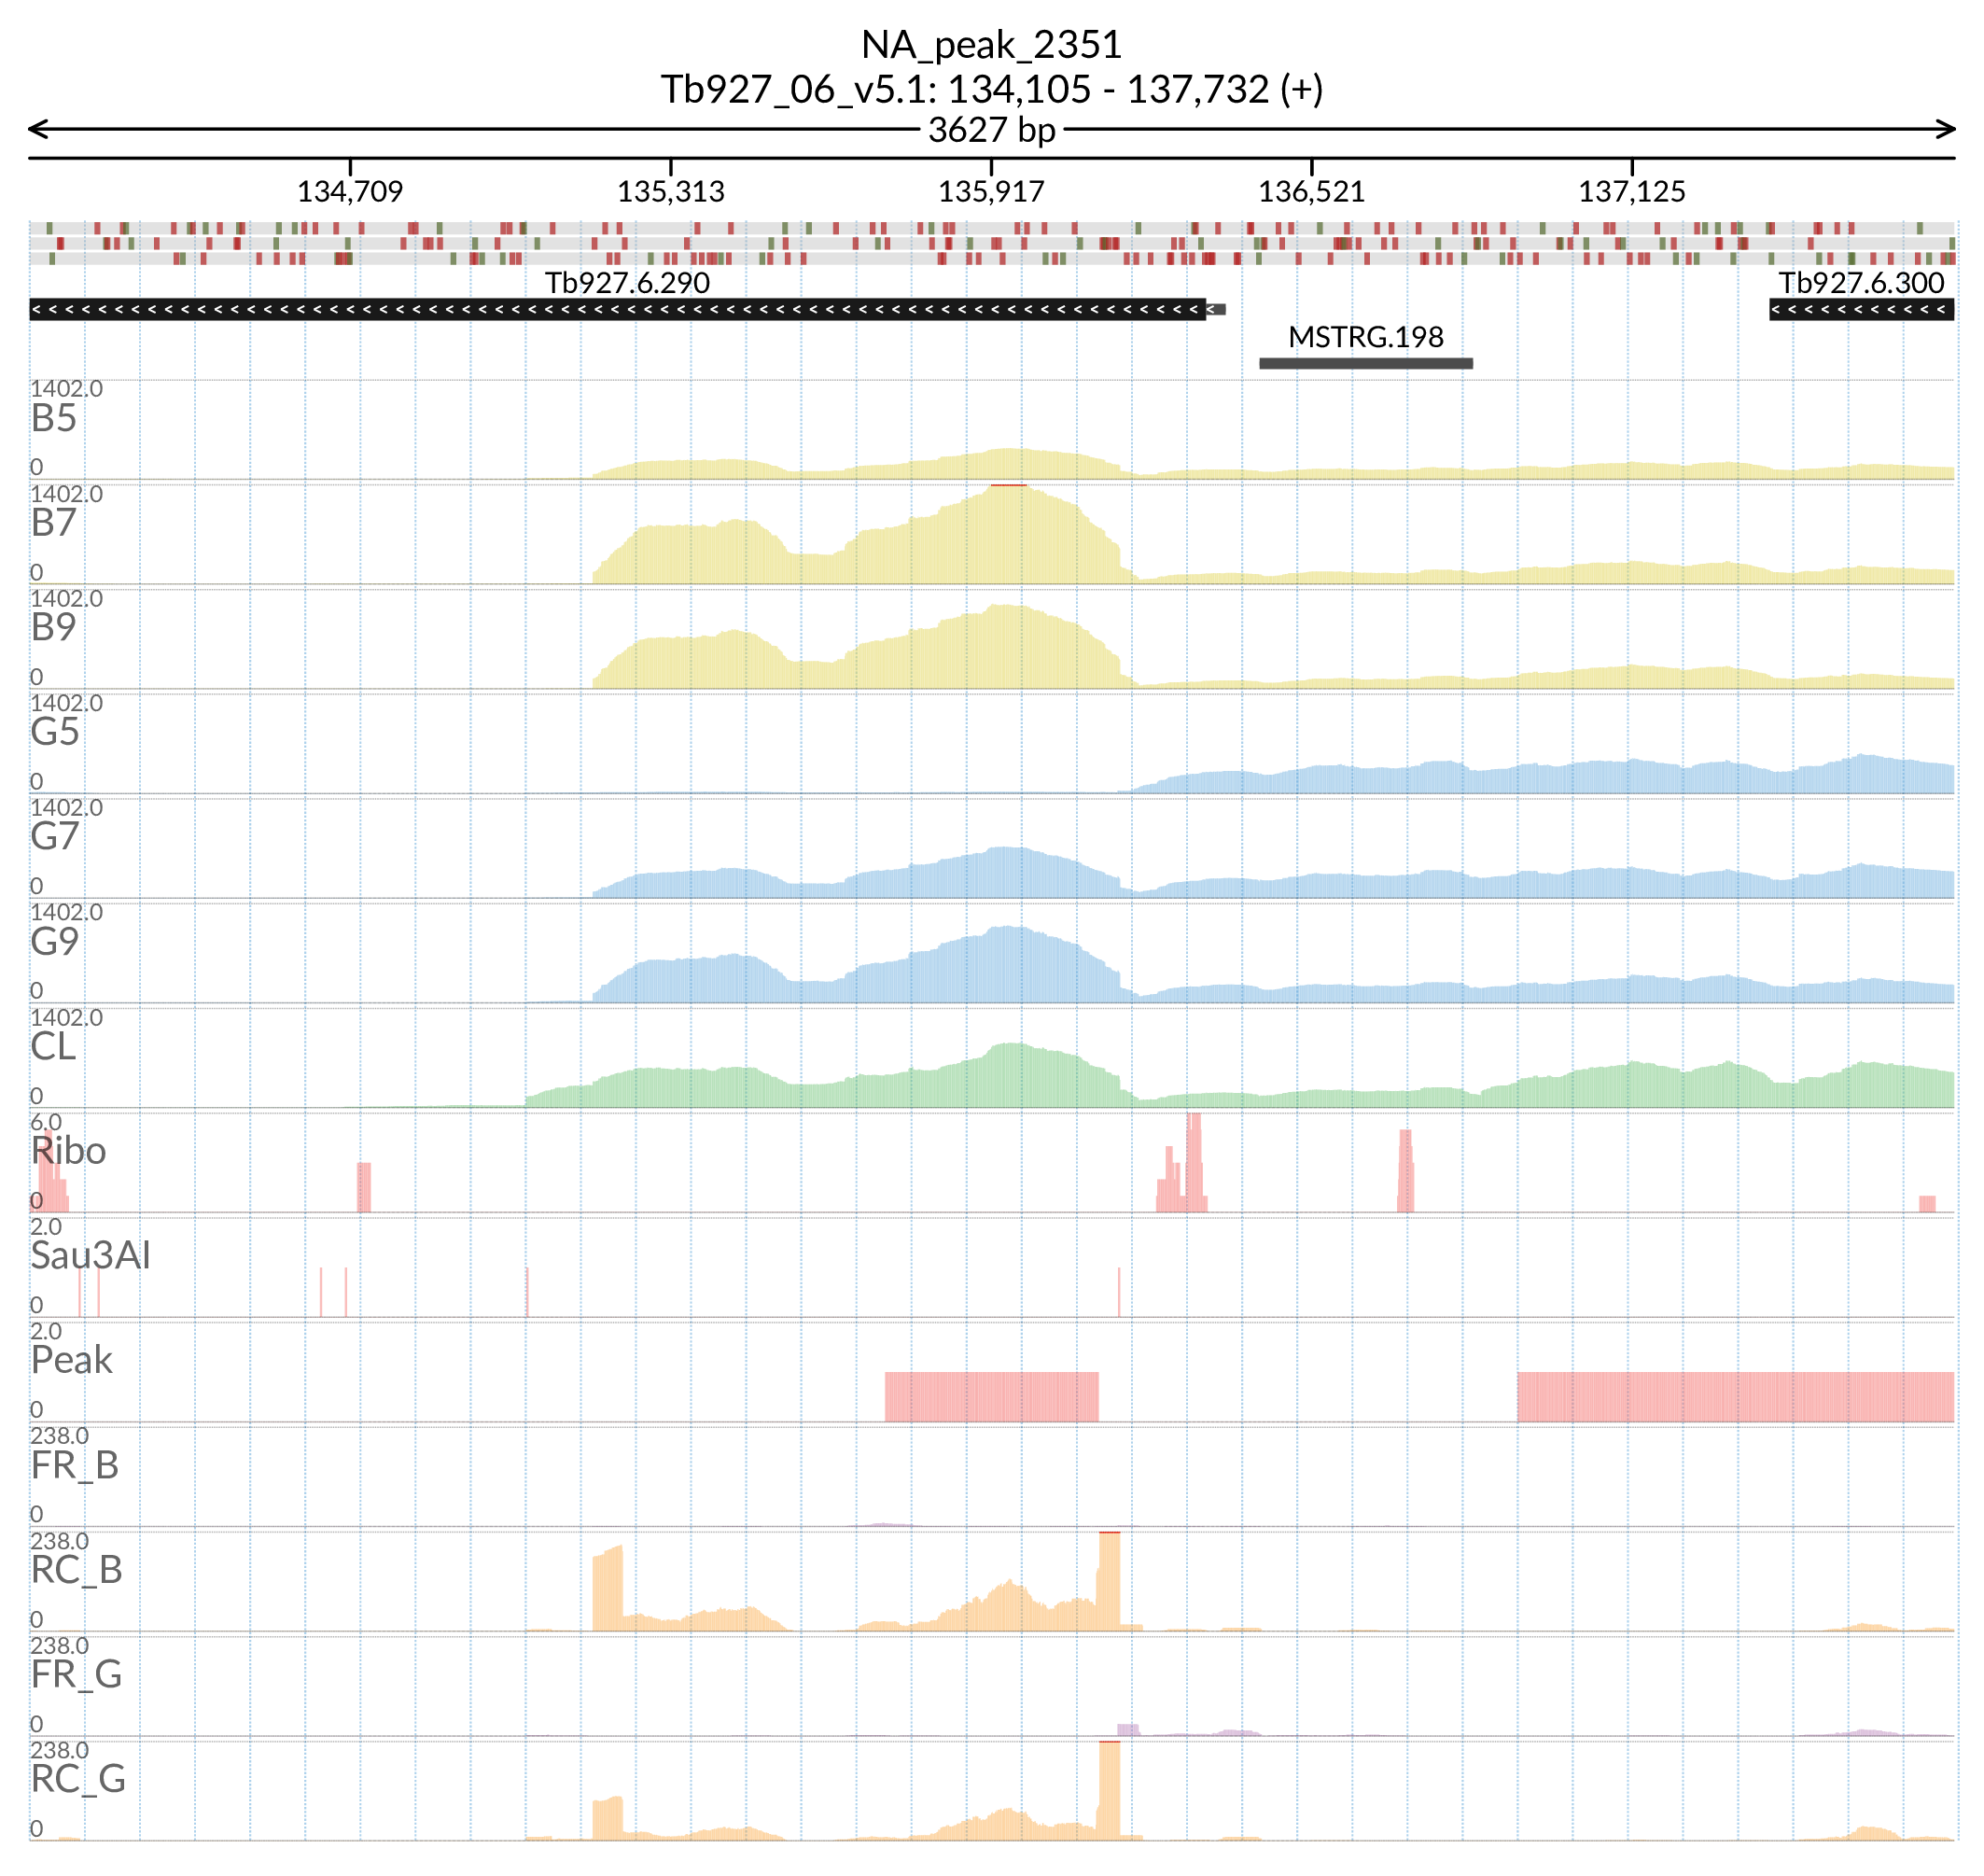 NA_peak_2351
Tb927_06_v5.1: 134,105 - 137,732 (+)
3627 bp
134,709 135,313 135,917 136,521 137,125
Tb927.6.290 Tb927.6.300
MSTRG.198
1402.0
B5
0
1402.0
B7
0
1402.0
B9
0
1402.0
G5
0
1402.0
G7
0
1402.0
G9
0
1402.0
CL
0
6.0
Ribo
0
2.0
Sau3AI
0
2.0
Peak
0
238.0
FR_B
0
238.0
RC_B
0
238.0
FR_G
0
238.0
RC_G
0